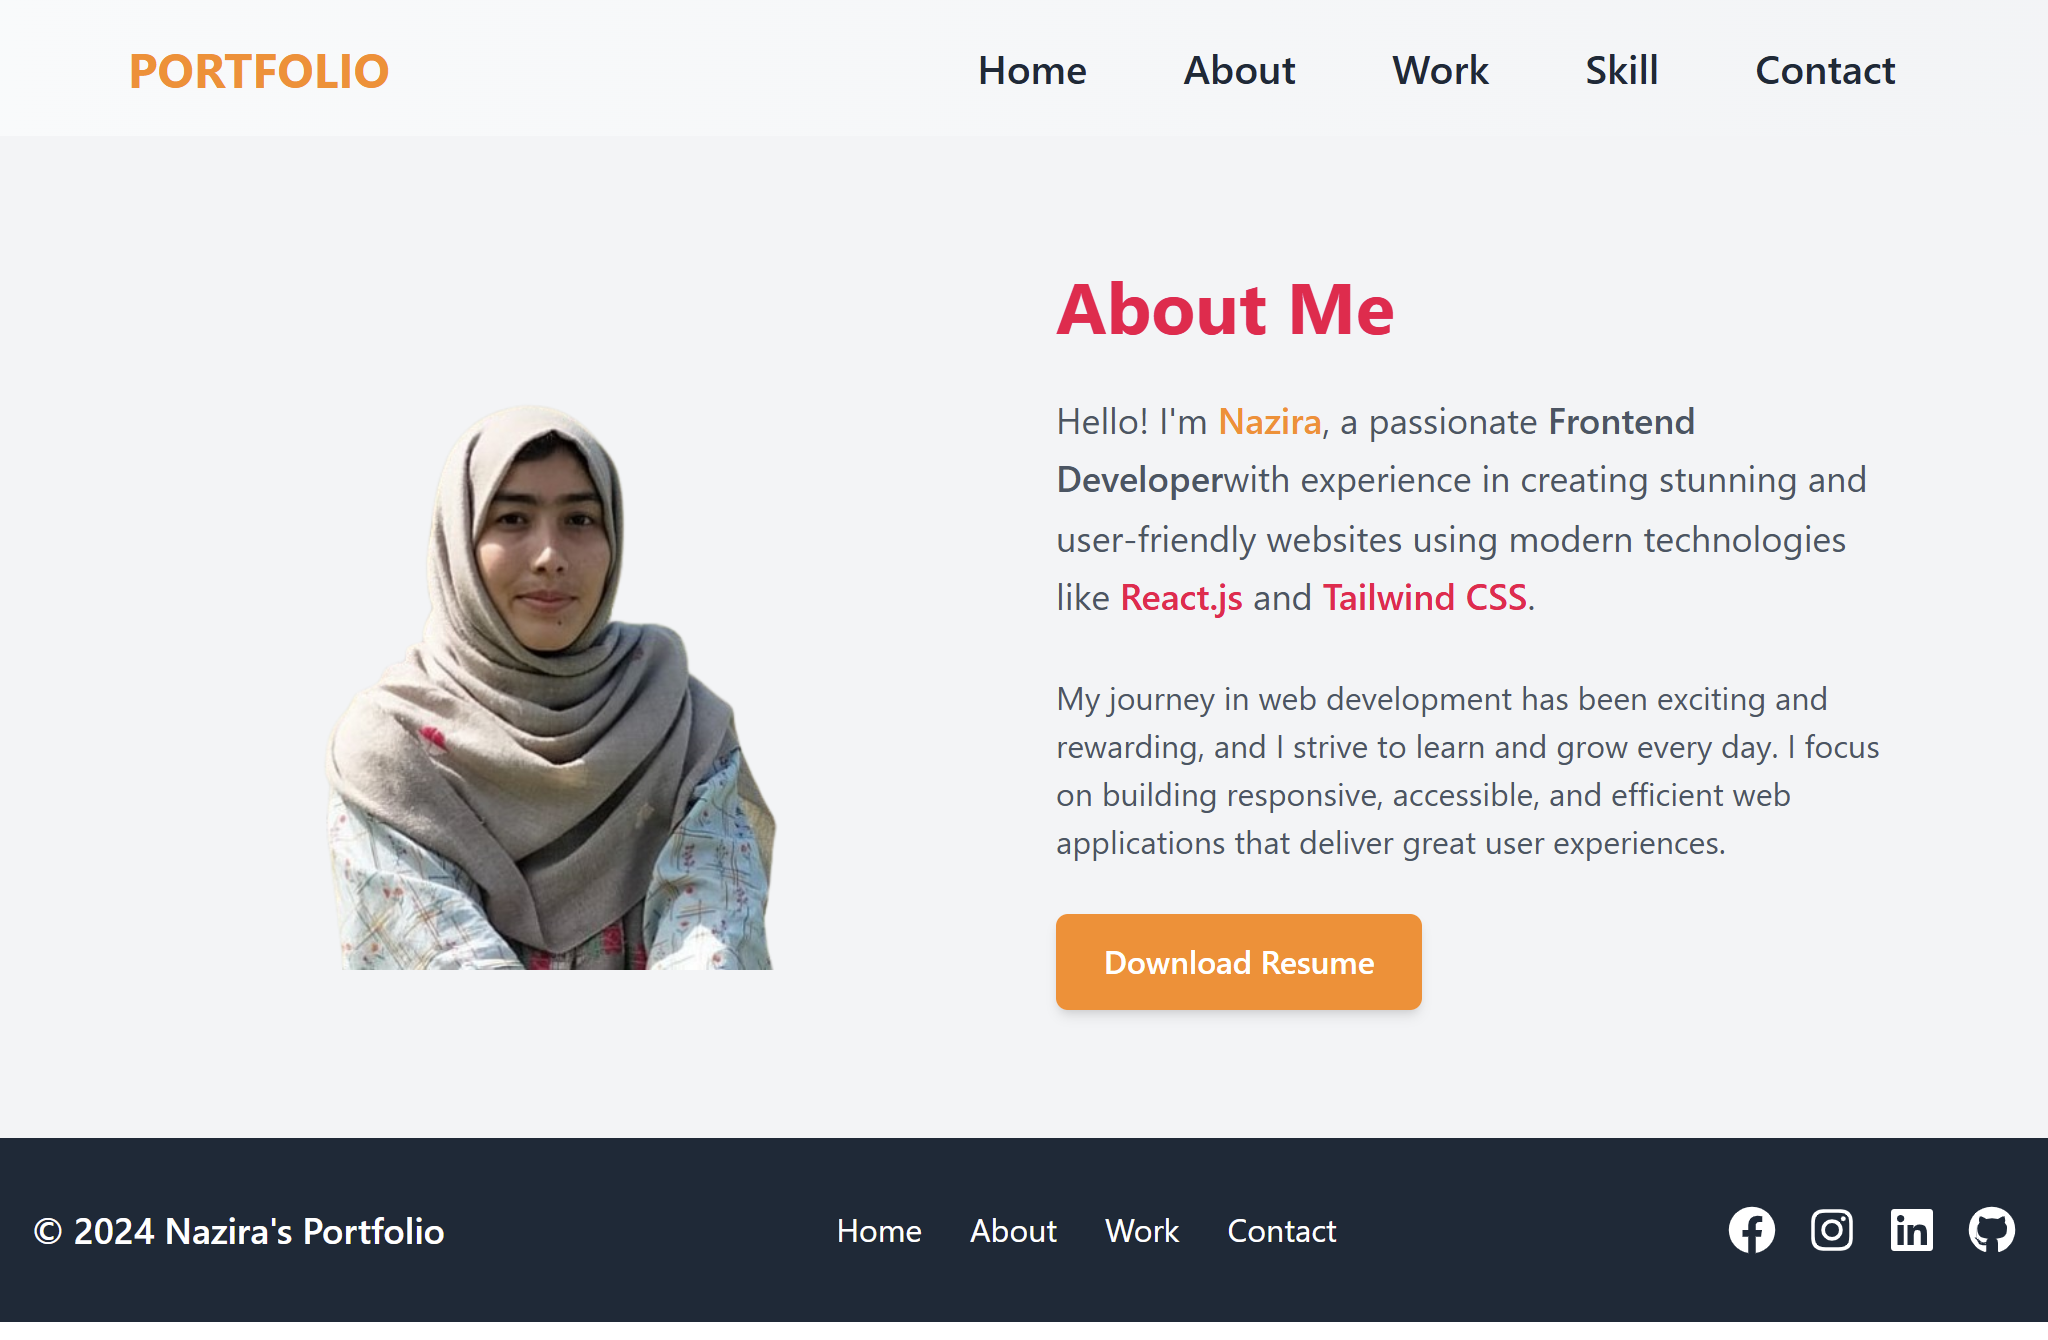 PORTFOLIO
Home About Work Skill Contact
About Me
Hello! I'm Nazira, a passionate Frontend
Developerwith experience in creating stunning and
user-friendly websites using modern technologies
like React.js and Tailwind CSS.
My journey in web development has been exciting and
rewarding, and I strive to learn and grow every day. I focus
on building responsive, accessible, and efficient web
applications that deliver great user experiences.
Download Resume
© 2024 Nazira's Portfolio
Home About Work Contact